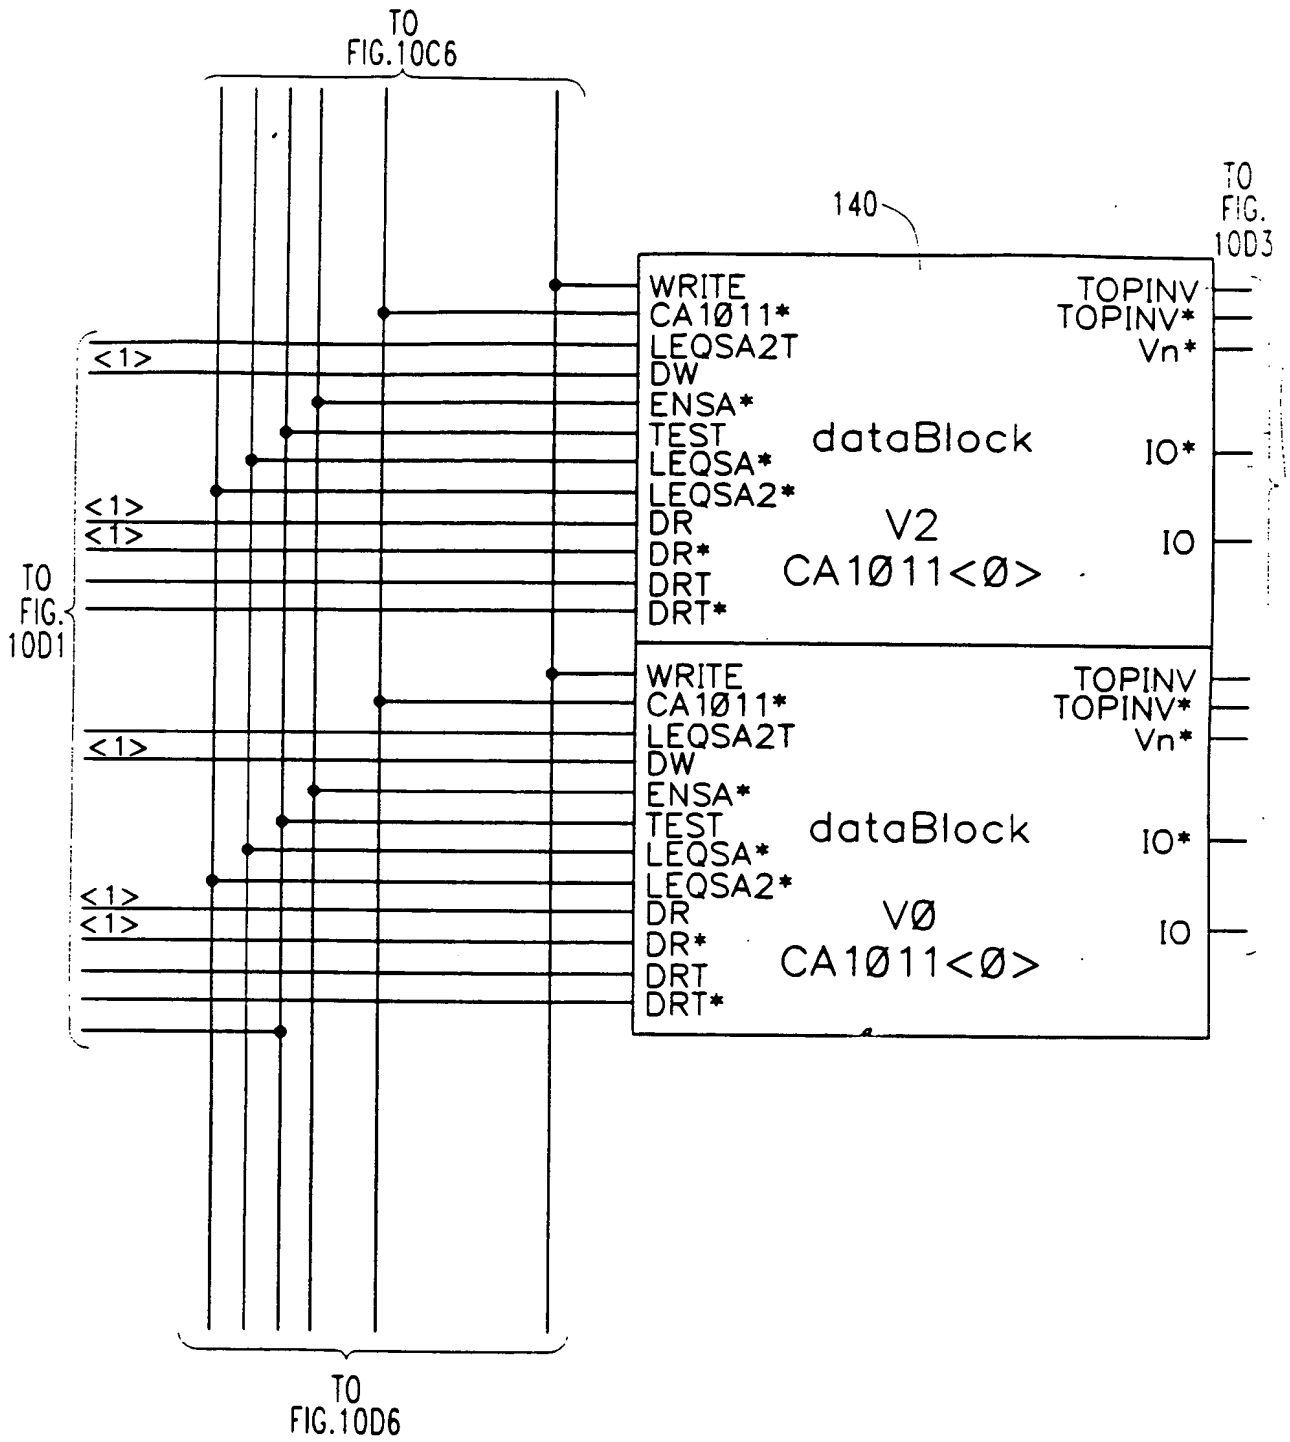 TO
FIG.10C6
TO
FIG.
10D3
140
WRITE
CA1Ø11*
LEQSA2T
<1>
DW
ENSA*
TEST
LEQSA*
LEQSA2*
<1>
DR
<1>
DR*
DRT
DRT*
dataBlock
V2
CA1Ø11<Ø>
TOPINV
TOPINV*
Vn*
IO*
IO
TO
FIG.
10D1
WRITE
CA1Ø11*
LEQSA2T
<1>
DW
ENSA*
TEST
LEQSA*
LEQSA2*
<1>
DR
<1>
DR*
DRT
DRT*
dataBlock
VØ
CA1Ø11<Ø>
TOPINV
TOPINV*
Vn*
IO*
IO
TO
FIG.10D6